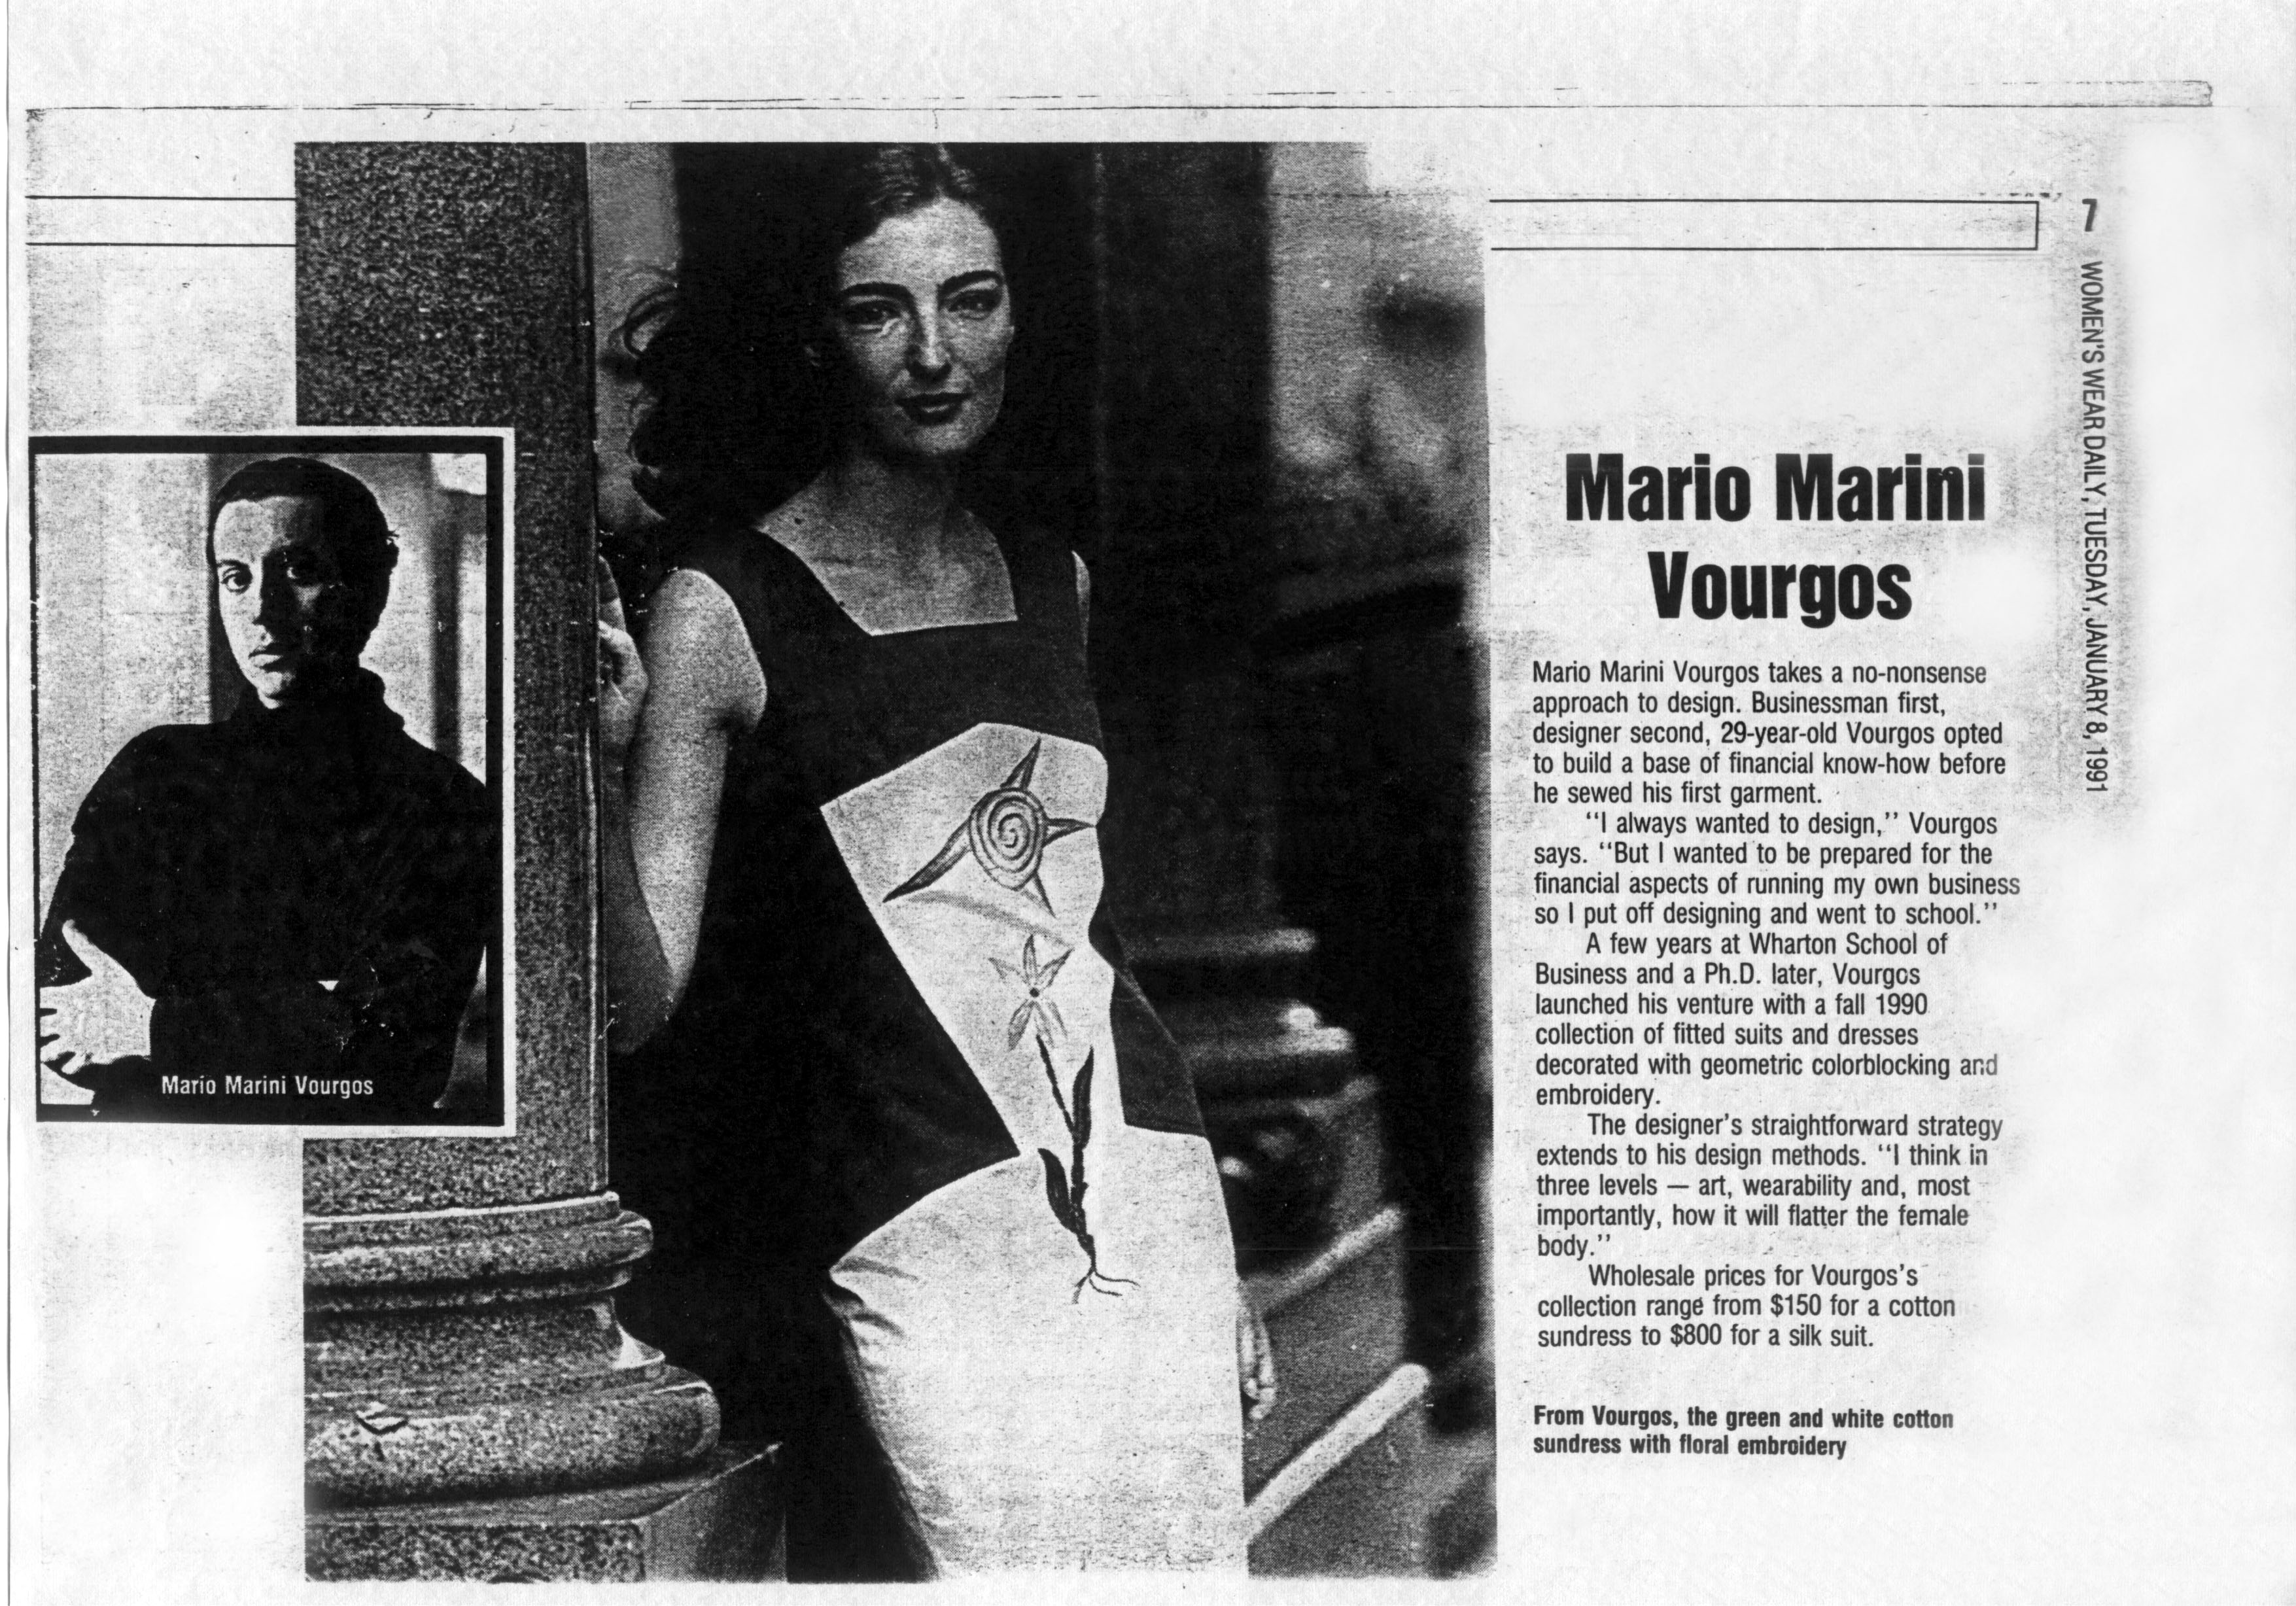 Mario Marini Vourgos
Mario Marini
Vourgos
Mario Marini Vourgos takes a no-nonsense
approach to design. Businessman first,
designer second, 29-year-old Vourgos opted
to build a base of financial know-how before
he sewed his first garment.
‘‘I always wanted to design,’’ Vourgos
says. ‘‘But I wanted to be prepared for the
financial aspects of running my own business
so I put off designing and went to school.’’
A few years at Wharton School of
Business and a Ph.D. later, Vourgos
launched his venture with a fall 1990
collection of fitted suits and dresses
decorated with geometric colorblocking and
embroidery.
The designer's straightforward strategy
extends to his design methods. ‘‘I think in
three levels — art, wearability and, most
importantly, how it will flatter the female
body.’’
Wholesale prices for Vourgos's
collection range from $150 for a cotton
sundress to $800 for a silk suit.
From Vourgos, the green and white cotton
sundress with floral embroidery
7 WOMEN'S WEAR DAILY, TUESDAY, JANUARY 8, 1991